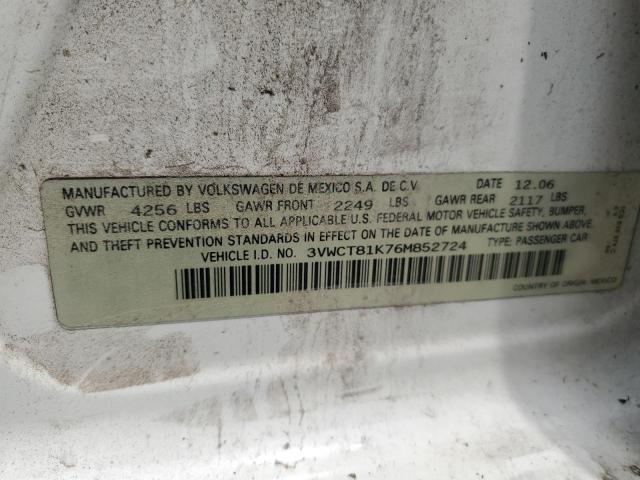 MANUFACTURED BY VOLKSWAGEN DE MEXICO S.A. DE C.V. DATE 12.06
GVWR 4256 LBS GAWR FRONT 2249 LBS GAWR REAR 2117 LBS
THIS VEHICLE CONFORMS TO ALL APPLICABLE U.S. FEDERAL MOTOR VEHICLE SAFETY, BUMPER,
AND THEFT PREVENTION STANDARDS IN EFFECT ON THE DATE OF MANUFACTURE SHOWN ABOVE.
VEHICLE I.D. NO. 3VWCT81K76M852724 TYPE: PASSENGER CAR
COUNTRY OF ORIGIN: MEXICO